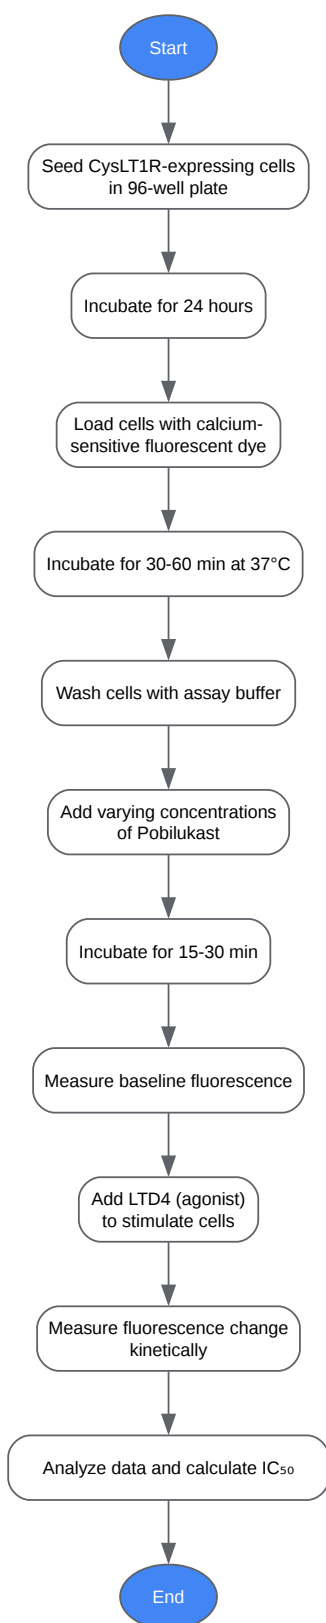 Start
Seed CysLT1R-expressing cells
in 96-well plate
Incubate for 24 hours
Load cells with calcium-
sensitive fluorescent dye
Incubate for 30-60 min at 37°C
Wash cells with assay buffer
Add varying concentrations
of Pobilukast
Incubate for 15-30 min
Measure baseline fluorescence
Add LTD4 (agonist)
to stimulate cells
Measure fluorescence change
kinetically
Analyze data and calculate IC₅₀
End